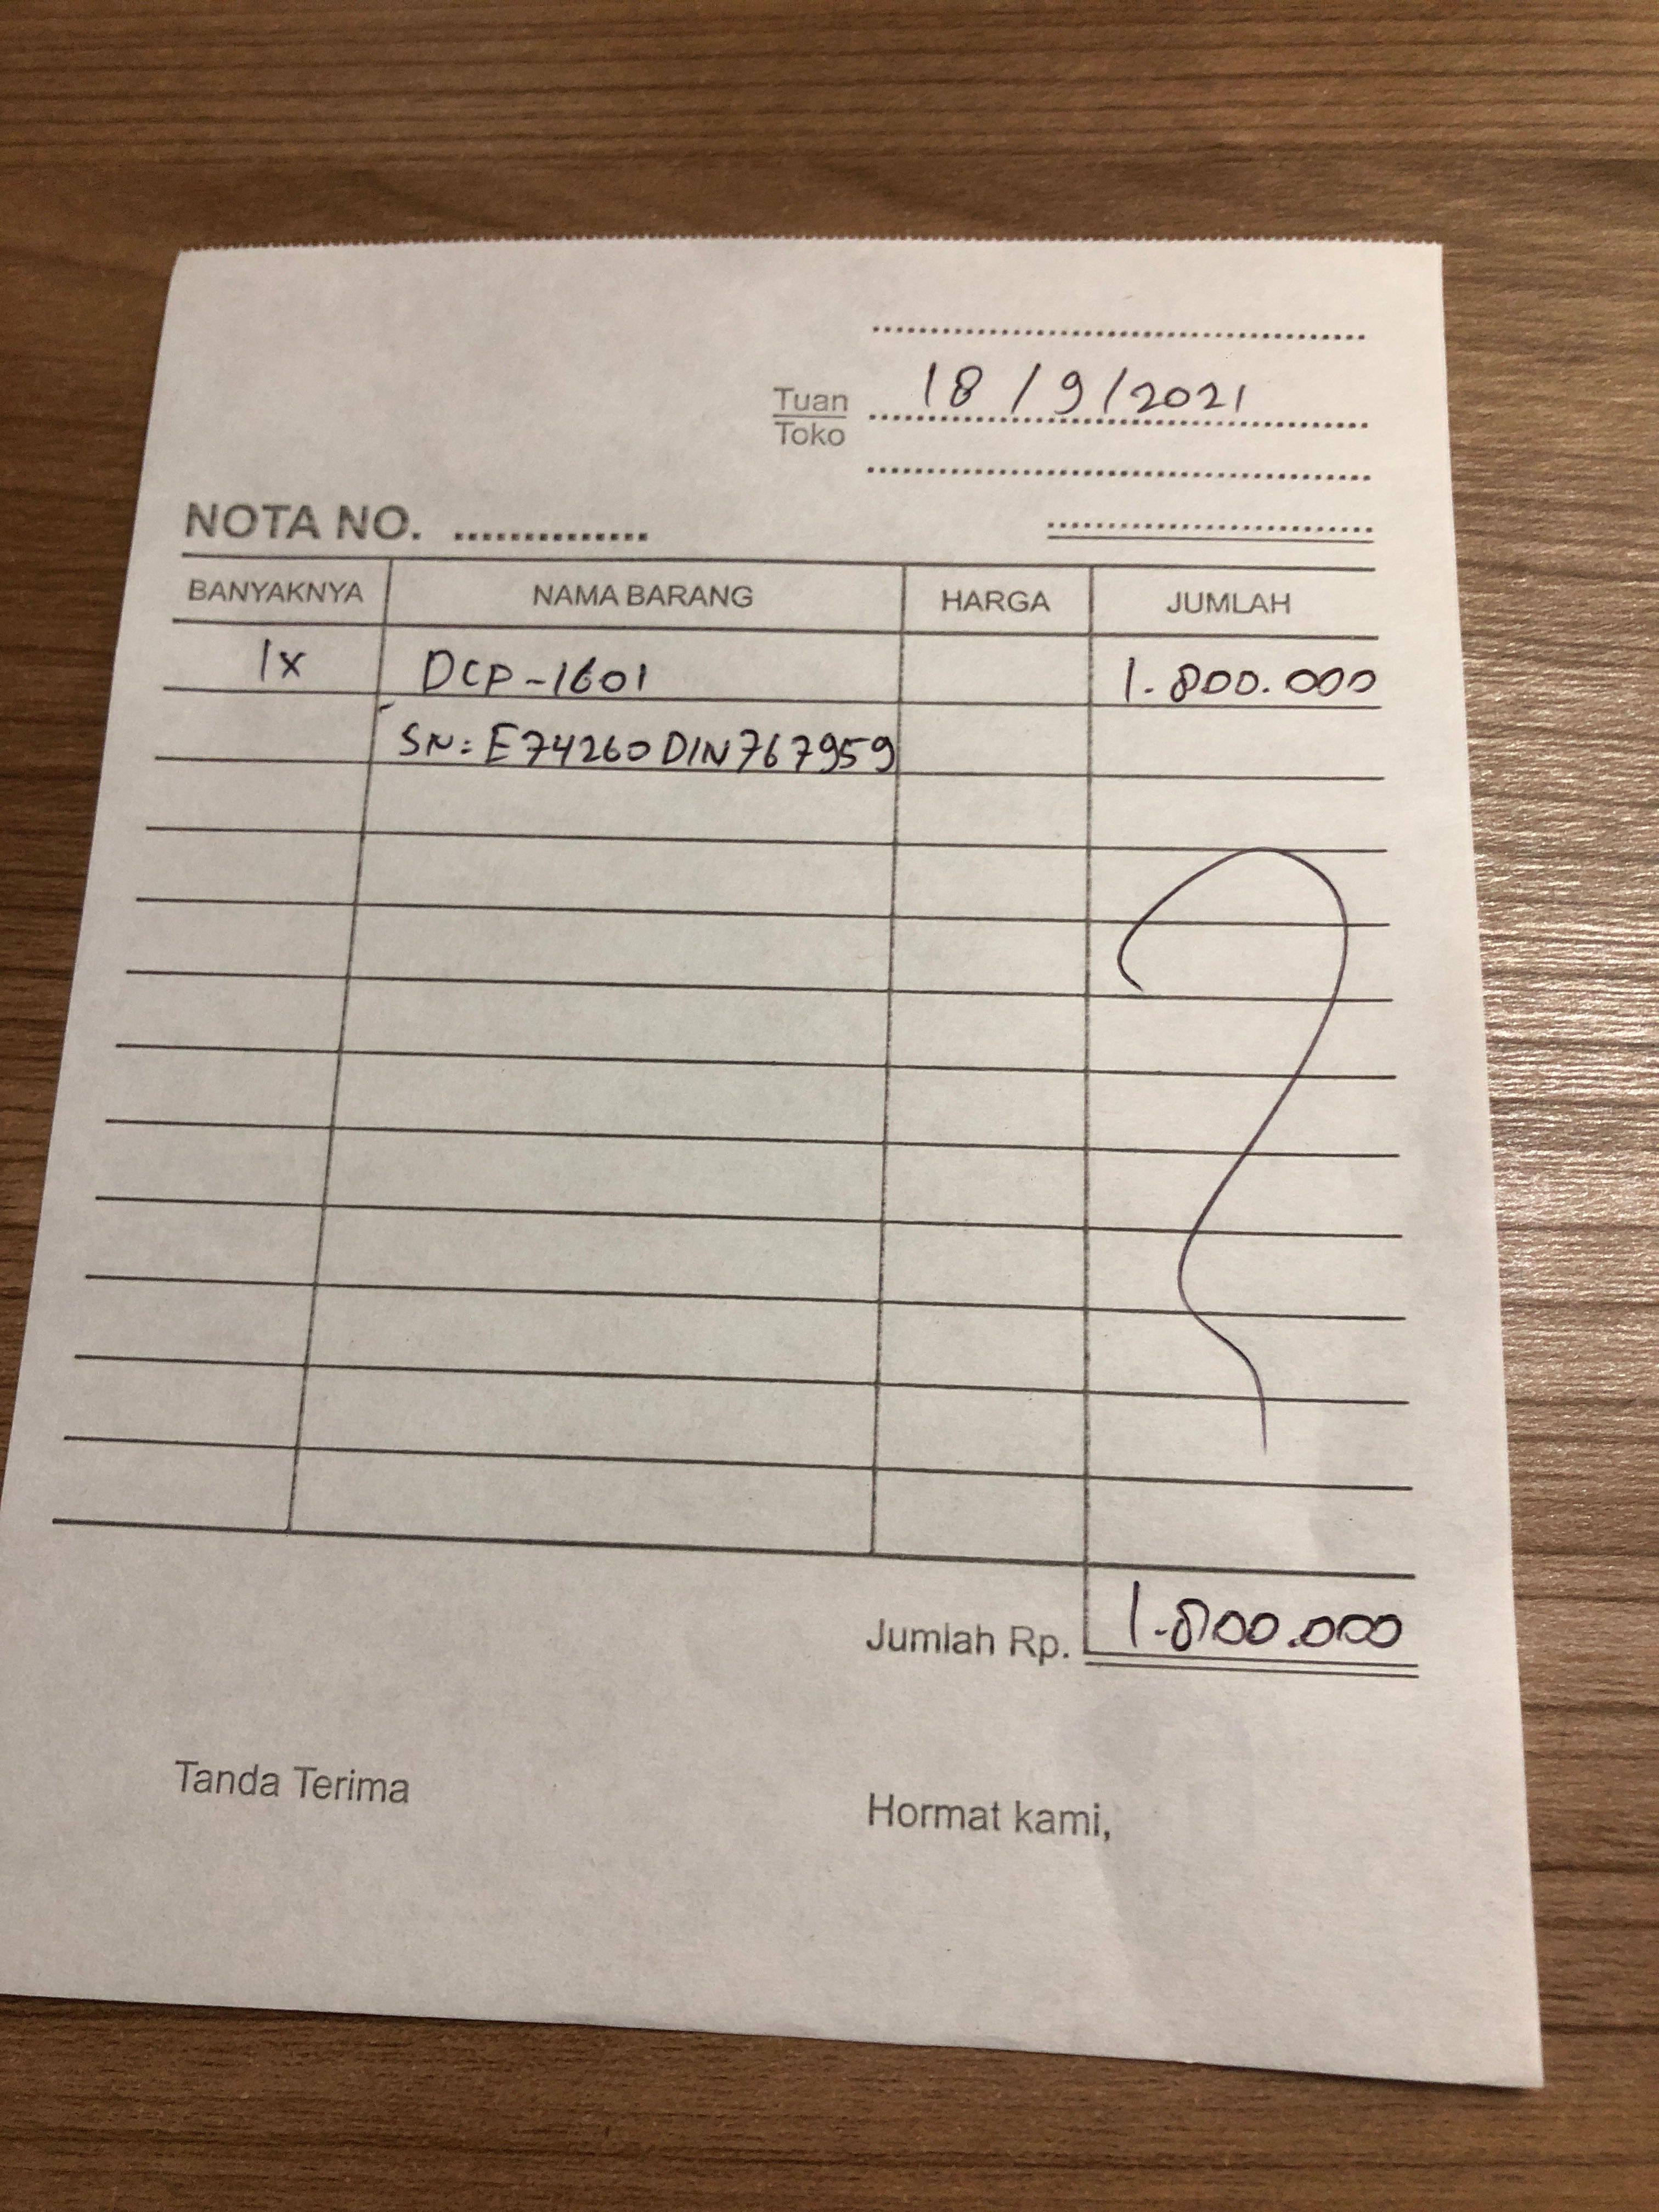 18/9/2021
Tuan
Toko
NOTA NO. ..............
BANYAKNYA NAMA BARANG HARGA JUMLAH
1x DCP-1601 1.800.000
SN: E74260D1N767959
Jumlah Rp. 1.800.000
Tanda Terima
Hormat kami,